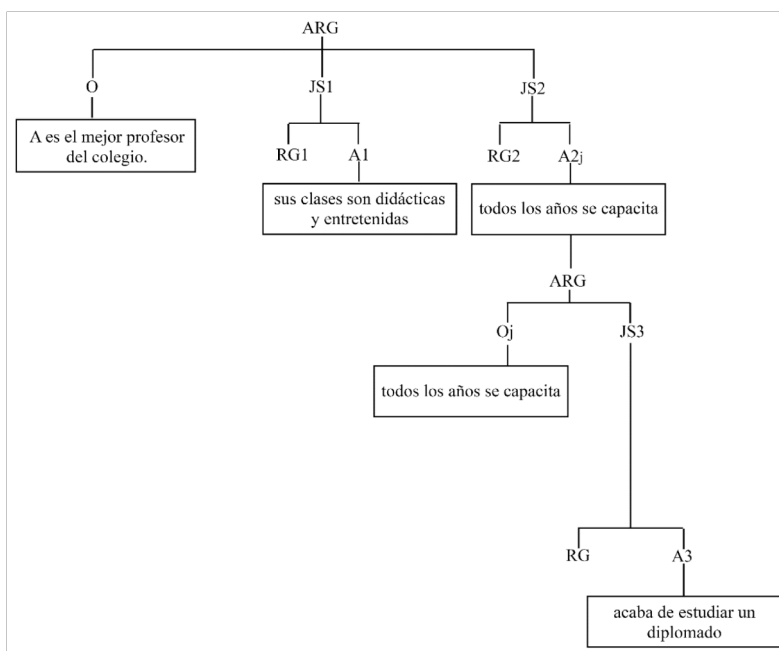 ARG
O
JS1
JS2
A es el mejor profesor
del colegio.
RG1
A1
RG2
A2j
sus clases son didácticas
y entretenidas
todos los años se capacita
ARG
Oj
JS3
todos los años se capacita
RG
A3
acaba de estudiar un
diplomado